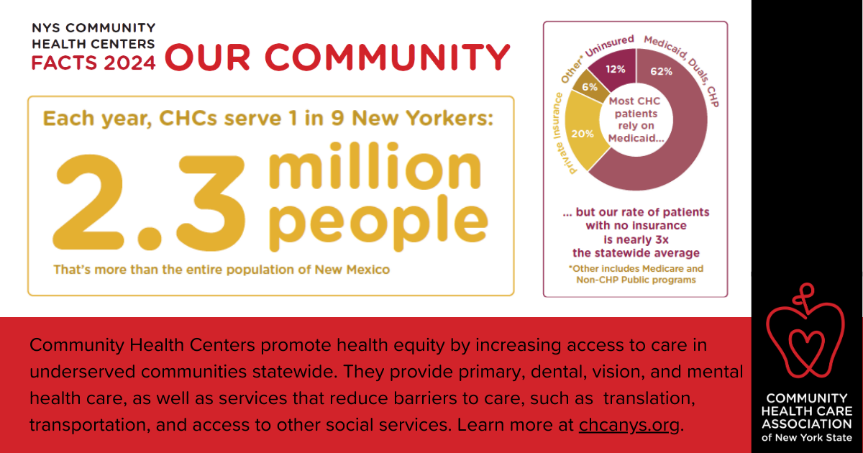 NYS COMMUNITY
HEALTH CENTERS
FACTS 2024
OUR COMMUNITY
Each year, CHCs serve 1 in 9 New Yorkers:
2.3 million
people
That's more than the entire population of New Mexico
Private Insurance
Other*
Uninsured
Medicaid, Duals, CHP
20%
6%
12%
62%
Most CHC
patients
rely on
Medicaid...
... but our rate of patients
with no insurance
is nearly 3x
the statewide average
*Other includes Medicare and
Non-CHP Public programs
Community Health Centers promote health equity by increasing access to care in
underserved communities statewide. They provide primary, dental, vision, and mental
health care, as well as services that reduce barriers to care, such as translation,
transportation, and access to other social services. Learn more at chcanys.org.
COMMUNITY
HEALTH CARE
ASSOCIATION
of New York State